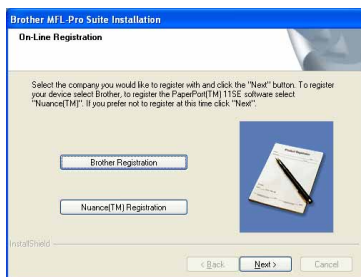 Brother MFL-Pro Suite Installation
On-Line Registration
Select the company you would like to register with and click the "Next" button. To register
your device select Brother, to register the PaperPort(TM) 11SE software select
"Nuance(TM)". If you prefer not to register at this time click "Next".
Brother Registration
Nuance(TM) Registration
InstallShield
< Back
Next >
Cancel